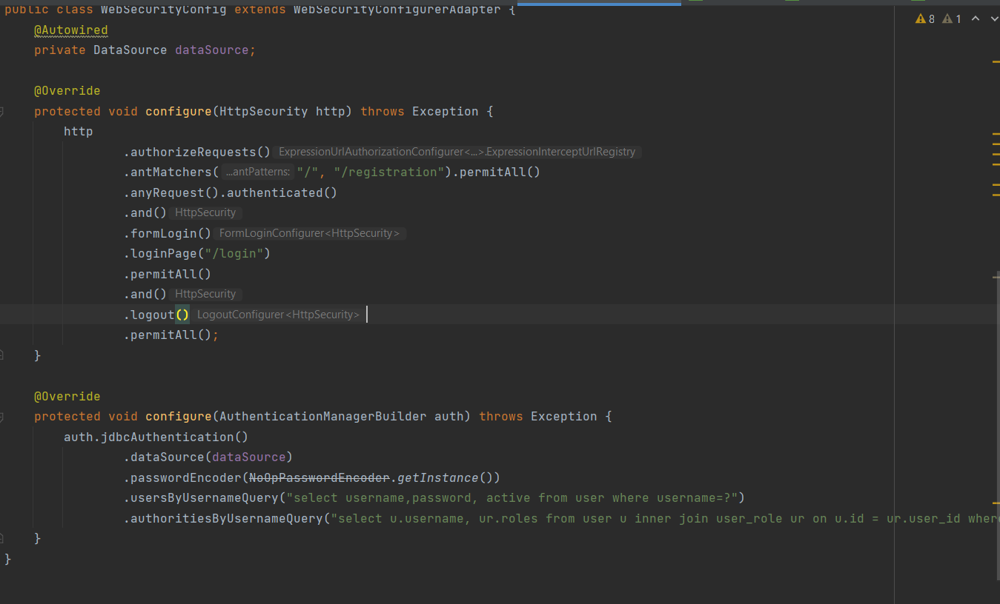 public class WebSecurityConfig extends WebSecurityConfigurerAdapter {
8 1
@Autowired
private DataSource dataSource;
@Override
protected void configure(HttpSecurity http) throws Exception {
http
.authorizeRequests() ExpressionUrlAuthorizationConfigurer<...>.ExpressionInterceptUrlRegistry
.antMatchers( ...antPatterns: "/", "/registration").permitAll()
.anyRequest().authenticated()
.and() HttpSecurity
.formLogin() FormLoginConfigurer<HttpSecurity>
.loginPage("/login")
.permitAll()
.and() HttpSecurity
.logout() LogoutConfigurer<HttpSecurity>
.permitAll();
}
@Override
protected void configure(AuthenticationManagerBuilder auth) throws Exception {
auth.jdbcAuthentication()
.dataSource(dataSource)
.passwordEncoder(NoOpPasswordEncoder.getInstance())
.usersByUsernameQuery("select username,password, active from user where username=?")
.authoritiesByUsernameQuery("select u.username, ur.roles from user u inner join user_role ur on u.id = ur.user_id wher
}
}